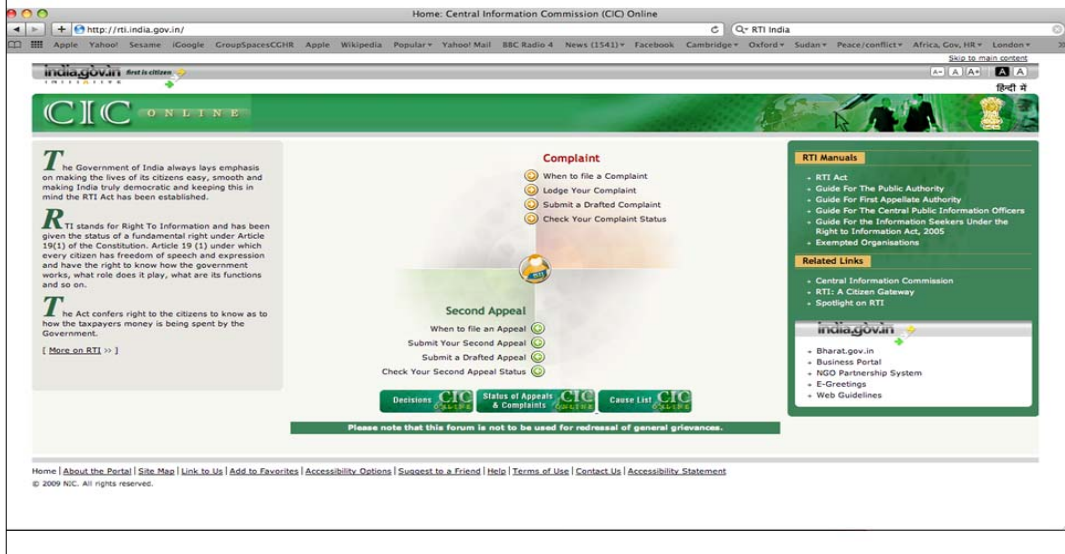 Home: Central Information Commission (CIC) Online
http://rti.india.gov.in/
RTI India
Apple Yahoo! Sesame iGoogle GroupSpacesCGHR Apple Wikipedia Popular Yahoo! Mail BBC Radio 4 News (1541) Facebook Cambridge Oxford Sudan Peace/conflict Africa, Gov, HR London
Skip to main content
india.gov.in first is citizen
INITIATIVE
A- A A+ A A
हिन्दी में
CIC ONLINE
The Government of India always lays emphasis
on making the lives of its citizens easy, smooth and
making India truly democratic and keeping this in
mind the RTI Act has been established.
RTI stands for Right To Information and has been
given the status of a fundamental right under Article
19(1) of the Constitution. Article 19 (1) under which
every citizen has freedom of speech and expression
and have the right to know how the government
works, what role does it play, what are its functions
and so on.
The Act confers right to the citizens to know as to
how the taxpayers money is being spent by the
Government.
[ More on RTI >> ]
Complaint
When to file a Complaint
Lodge Your Complaint
Submit a Drafted Complaint
Check Your Complaint Status
RTI
Second Appeal
When to file an Appeal
Submit Your Second Appeal
Submit a Drafted Appeal
Check Your Second Appeal Status
Decisions CIC ONLINE
Status of Appeals & Complaints CIC ONLINE
Cause List CIC ONLINE
Please note that this forum is not to be used for redressal of general grievances.
RTI Manuals
RTI Act
Guide For The Public Authority
Guide For First Appellate Authority
Guide For The Central Public Information Officers
Guide For the Information Seekers Under the
Right to Information Act, 2005
Exempted Organisations
Related Links
Central Information Commission
RTI: A Citizen Gateway
Spotlight on RTI
india.gov.in
Bharat.gov.in
Business Portal
NGO Partnership System
E-Greetings
Web Guidelines
Home | About the Portal | Site Map | Link to Us | Add to Favorites | Accessibility Options | Suggest to a Friend | Help | Terms of Use | Contact Us | Accessibility Statement
© 2009 NIC. All rights reserved.